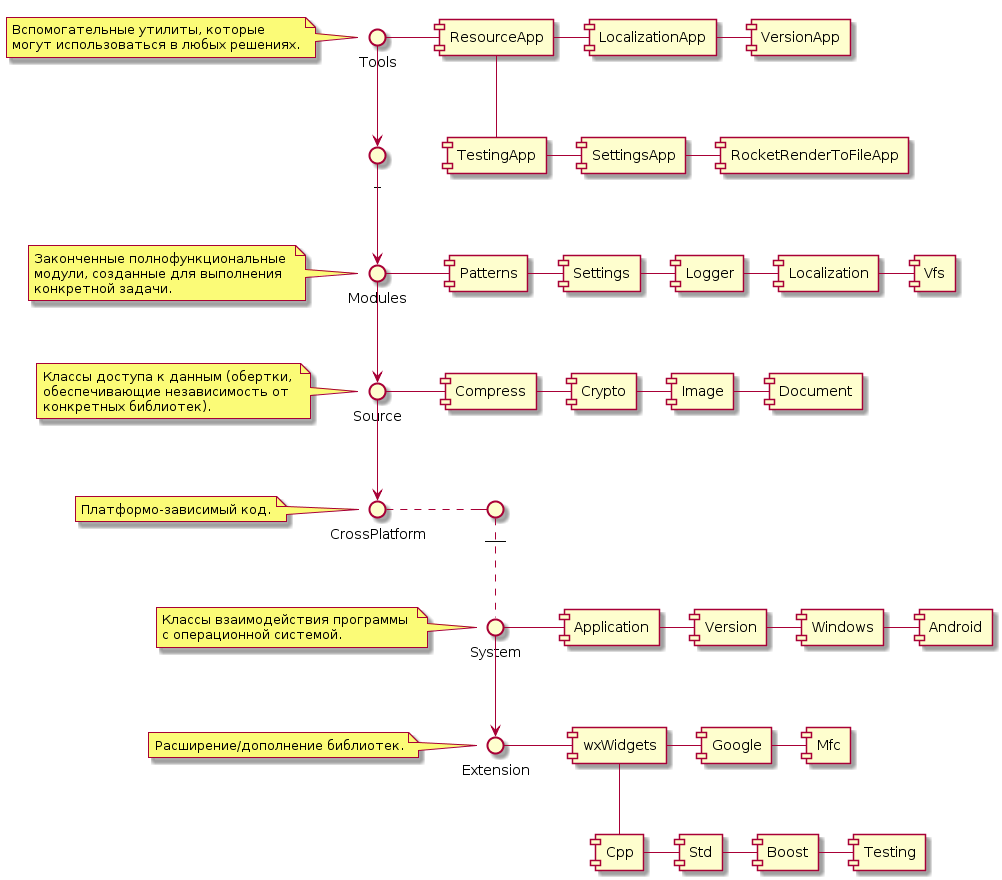 Вспомогательные утилиты, которые
могут использоваться в любых решениях.
Tools
ResourceApp
LocalizationApp
VersionApp
TestingApp
SettingsApp
RocketRenderToFileApp
Законченные полнофункциональные
модули, созданные для выполнения
конкретной задачи.
Modules
Patterns
Settings
Logger
Localization
Vfs
Классы доступа к данным (обертки,
обеспечивающие независимость от
конкретных библиотек).
Source
Compress
Crypto
Image
Document
Платформо-зависимый код.
CrossPlatform
Классы взаимодействия программы
с операционной системой.
System
Application
Version
Windows
Android
Расширение/дополнение библиотек.
Extension
wxWidgets
Google
Mfc
Cpp
Std
Boost
Testing